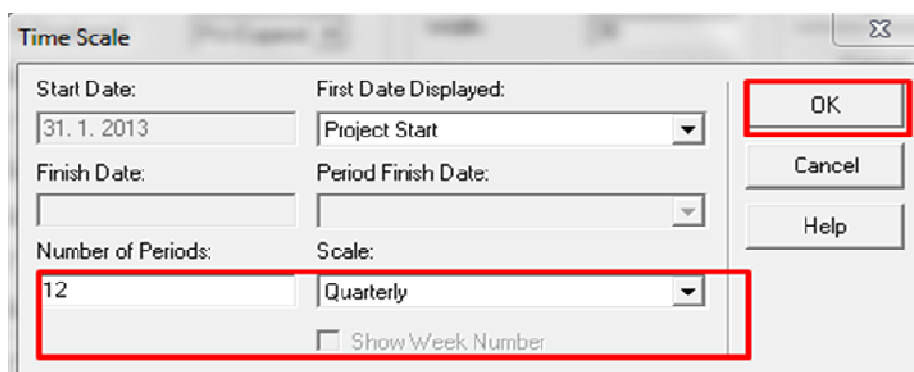 Time Scale
Start Date:
First Date Displayed:
OK
31. 1. 2013
Project Start
Finish Date:
Period Finish Date:
Cancel
Help
Number of Periods:
Scale:
12
Quarterly
Show Week Number